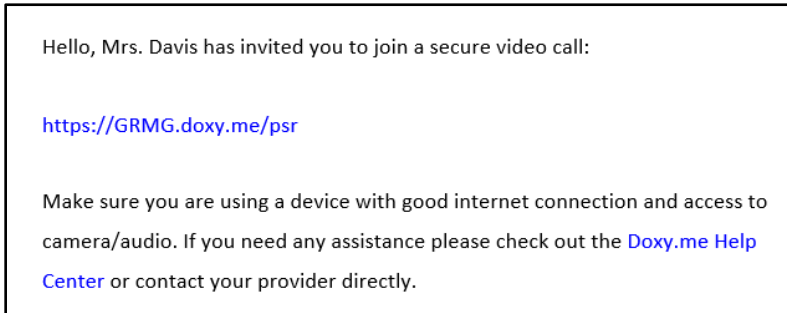 Hello, Mrs. Davis has invited you to join a secure video call:
https://GRMG.doxy.me/psr
Make sure you are using a device with good internet connection and access to
camera/audio. If you need any assistance please check out the Doxy.me Help
Center or contact your provider directly.